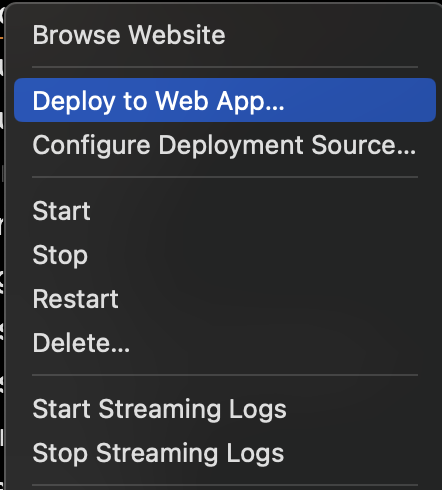 Browse Website
Deploy to Web App...
Configure Deployment Source...
Start
Stop
Restart
Delete...
Start Streaming Logs
Stop Streaming Logs